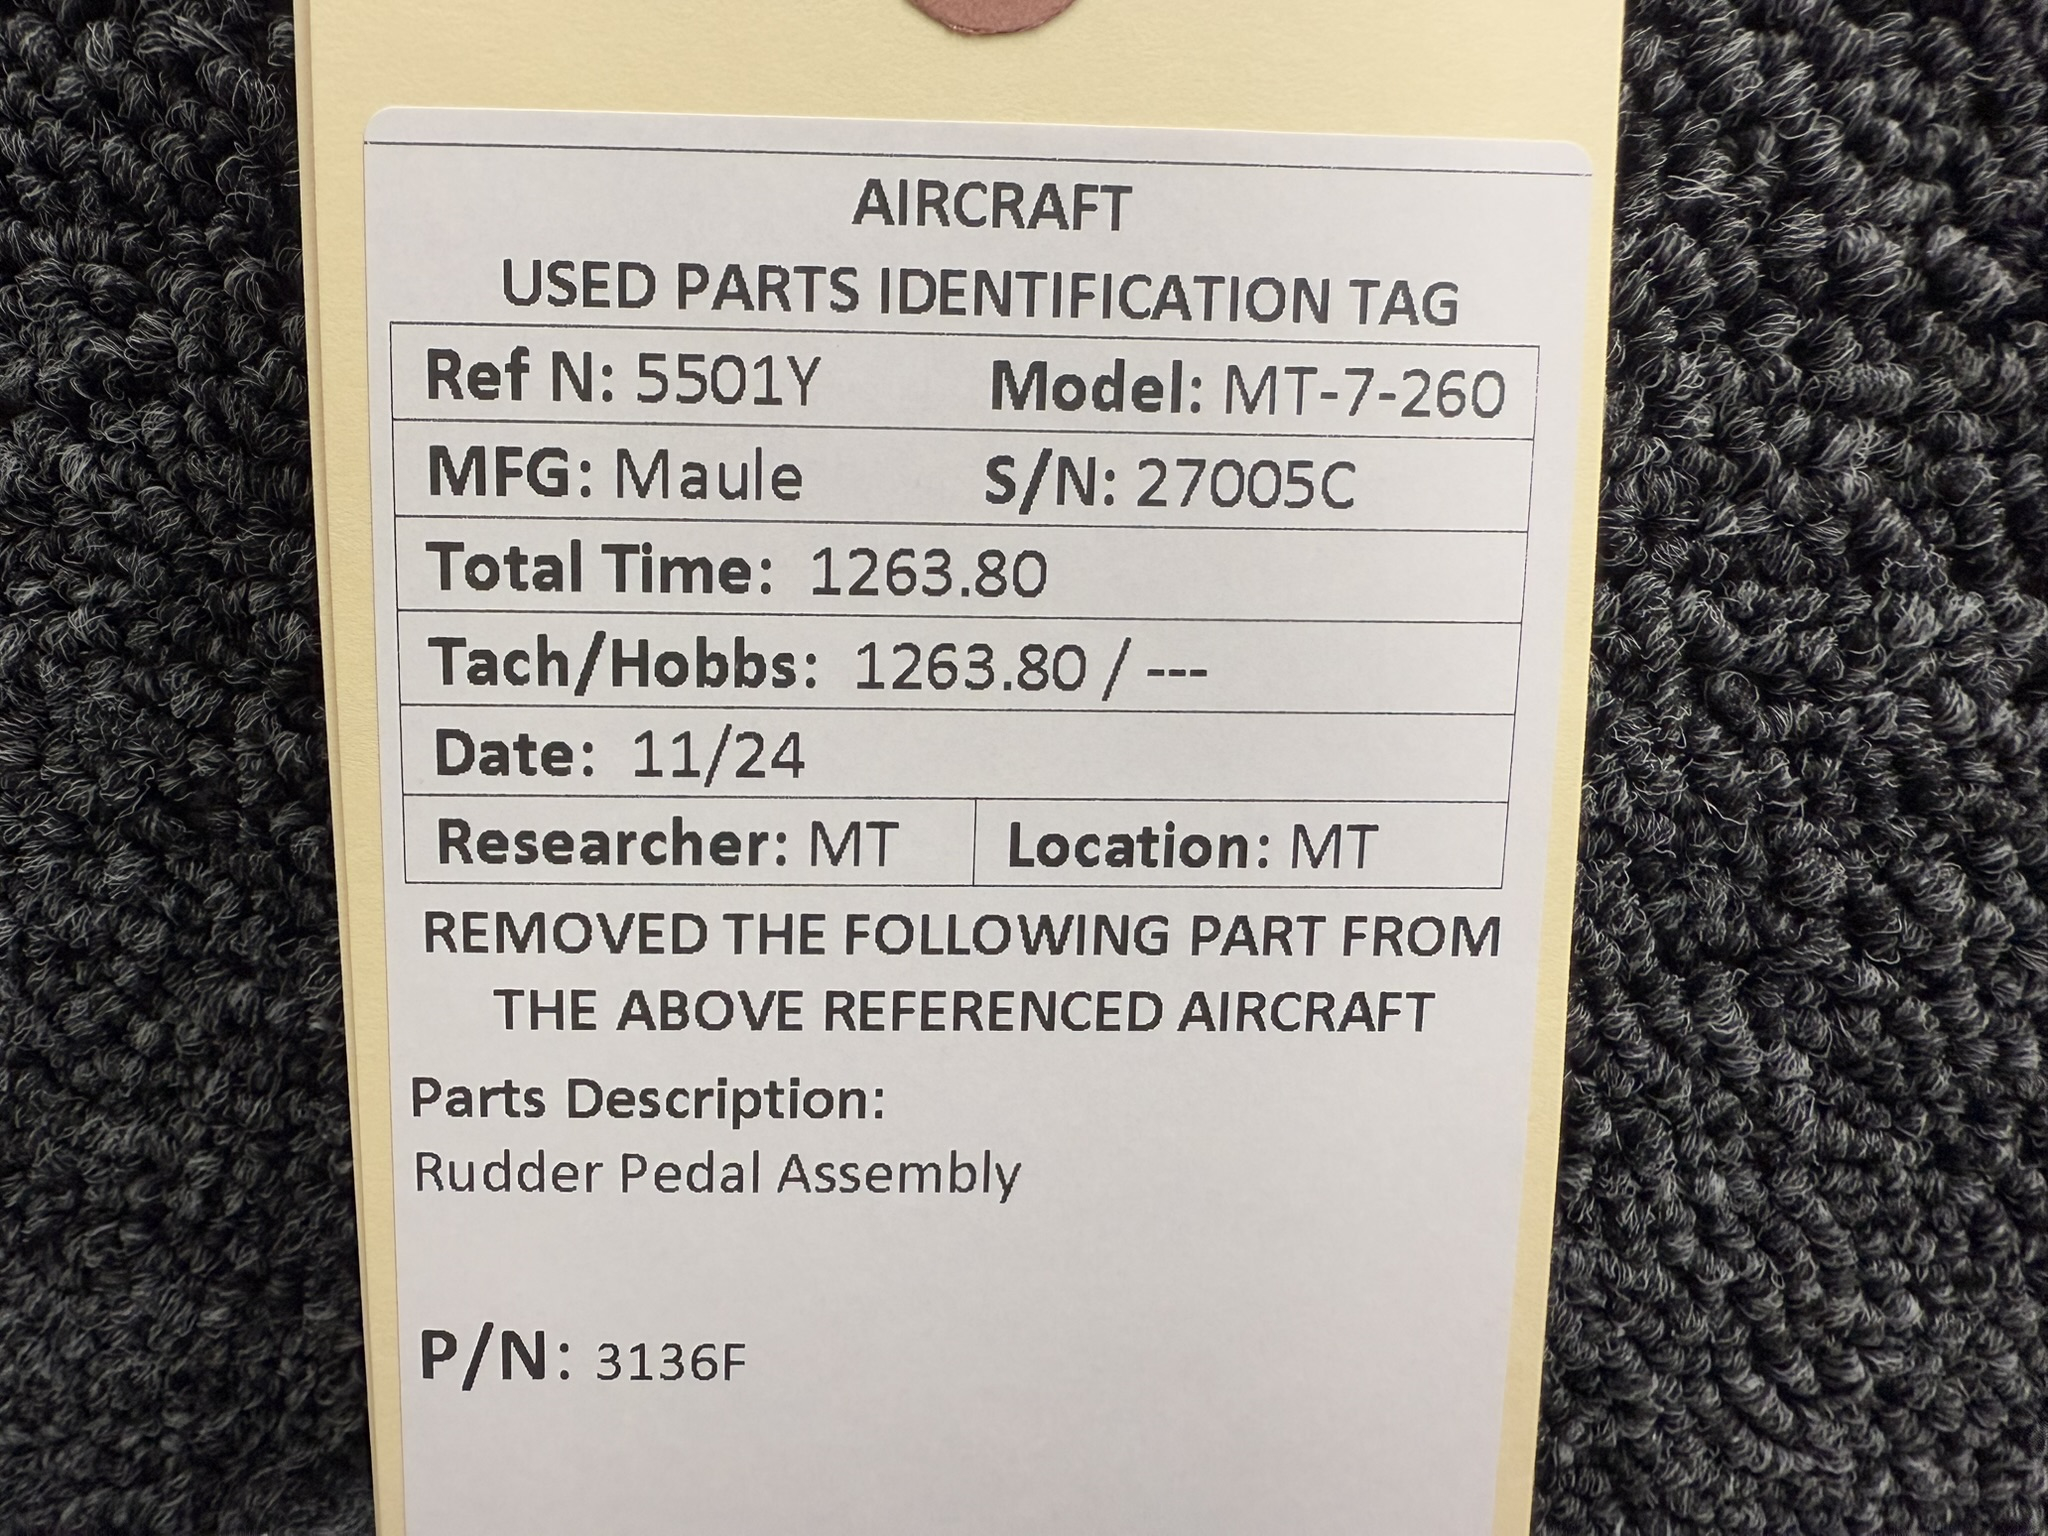 AIRCRAFT
USED PARTS IDENTIFICATION TAG
Ref N: 5501Y Model: MT-7-260
MFG: Maule S/N: 27005C
Total Time: 1263.80
Tach/Hobbs: 1263.80 / ---
Date: 11/24
Researcher: MT Location: MT
REMOVED THE FOLLOWING PART FROM
THE ABOVE REFERENCED AIRCRAFT
Parts Description:
Rudder Pedal Assembly
P/N: 3136F